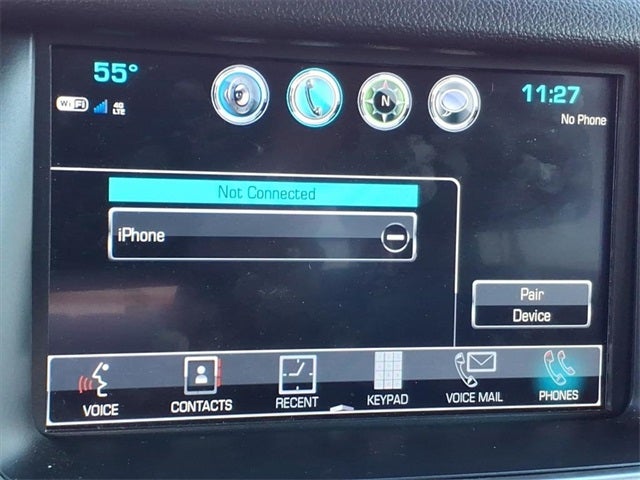 55°
WiFi
4G
LTE
N
11:27
No Phone
Not Connected
iPhone
Pair
Device
VOICE
CONTACTS
RECENT
KEYPAD
VOICE MAIL
PHONES